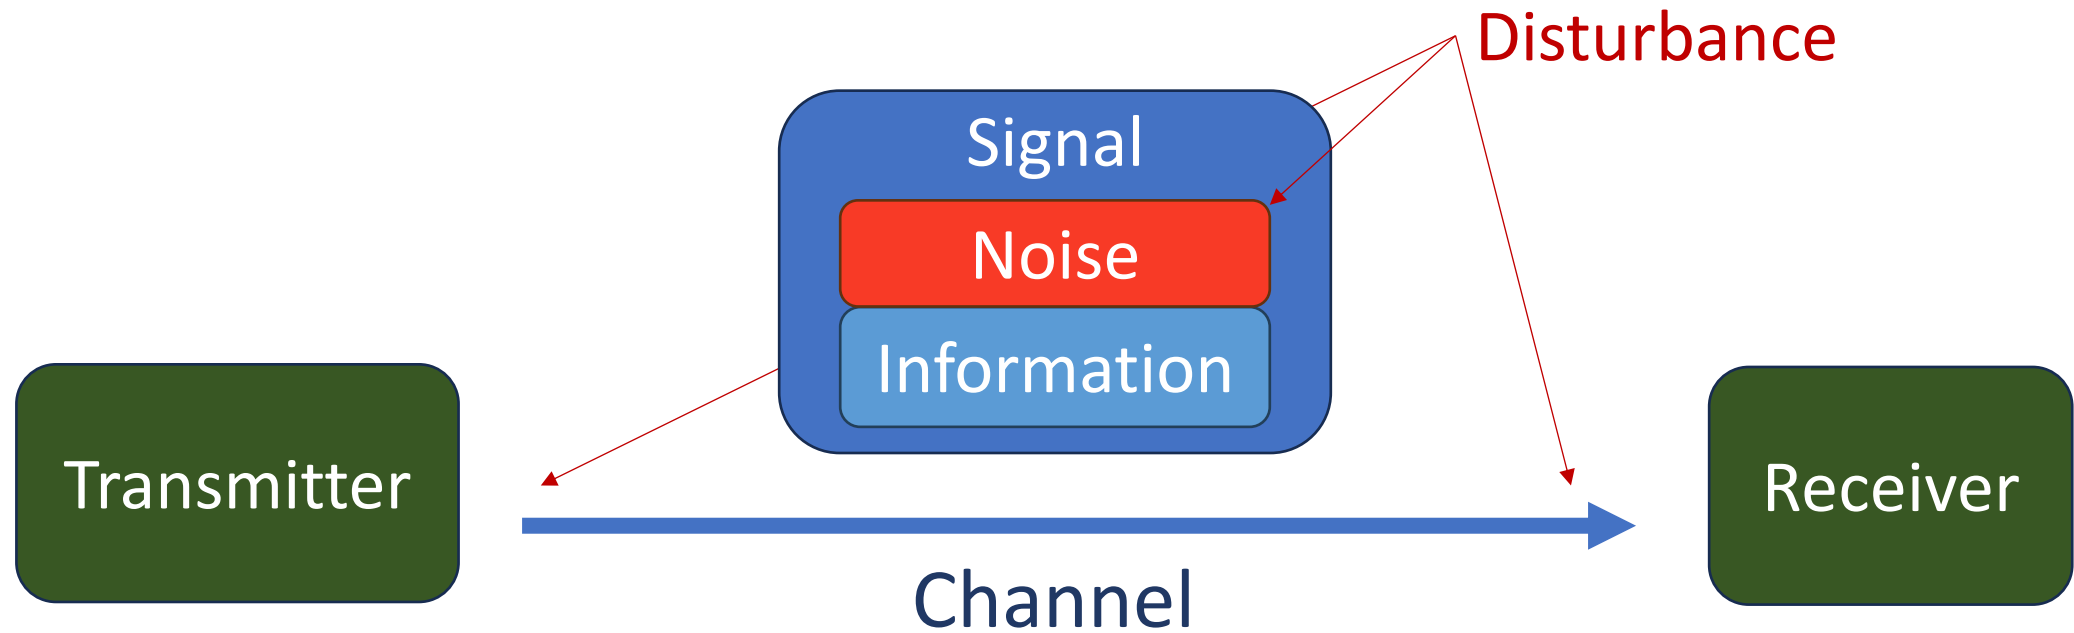 Disturbance
Signal
Noise
Information
Transmitter
Receiver
Channel